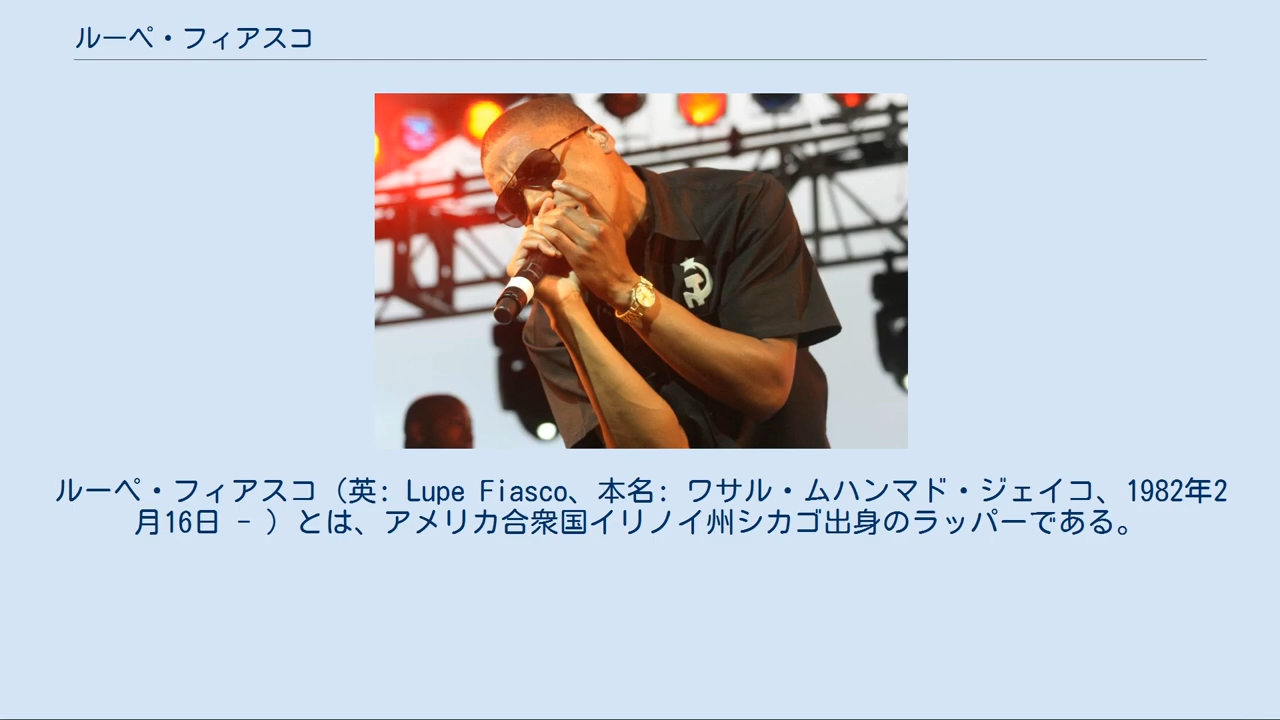 ルーペ・フィアスコ
ルーペ・フィアスコ（英: Lupe Fiasco、本名: ワサル・ムハンマド・ジェイコ、1982年2
月16日 - ）とは、アメリカ合衆国イリノイ州シカゴ出身のラッパーである。